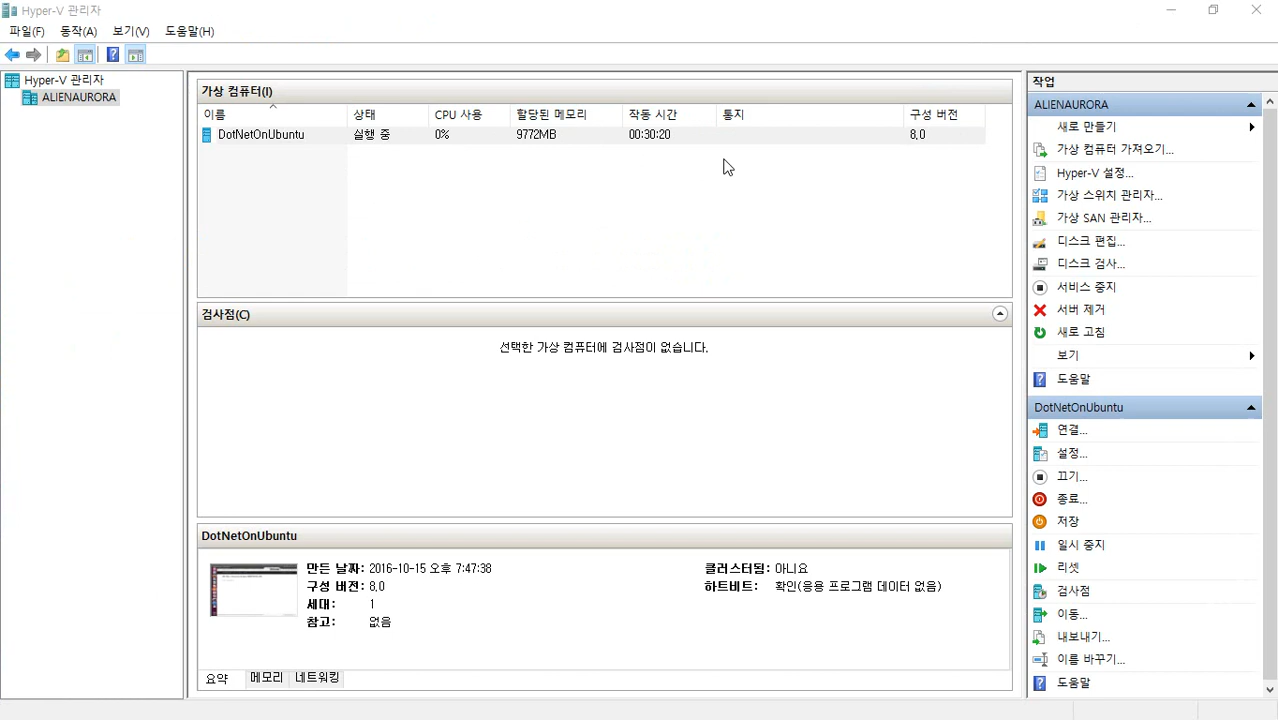 Hyper-V 관리자
파일(F) 동작(A) 보기(V) 도움말(H)
Hyper-V 관리자
ALIENAURORA
가상 컴퓨터(I)
이름 상태 CPU 사용 할당된 메모리 작동 시간 통지 구성 버전
DotNetOnUbuntu 실행 중 0% 9772MB 00:30:20 8,0
검사점(C)
선택한 가상 컴퓨터에 검사점이 없습니다.
DotNetOnUbuntu
만든 날짜: 2016-10-15 오후 7:47:38
구성 버전: 8,0
세대: 1
참고: 없음
클러스터됨: 아니요
하트비트: 확인(응용 프로그램 데이터 없음)
요약 메모리 네트워킹
작업
ALIENAURORA
새로 만들기
가상 컴퓨터 가져오기...
Hyper-V 설정...
가상 스위치 관리자...
가상 SAN 관리자...
디스크 편집...
디스크 검사...
서비스 중지
서버 제거
새로 고침
보기
도움말
DotNetOnUbuntu
연결...
설정...
끄기...
종료...
저장
일시 중지
리셋
검사점
이동...
내보내기...
이름 바꾸기...
도움말